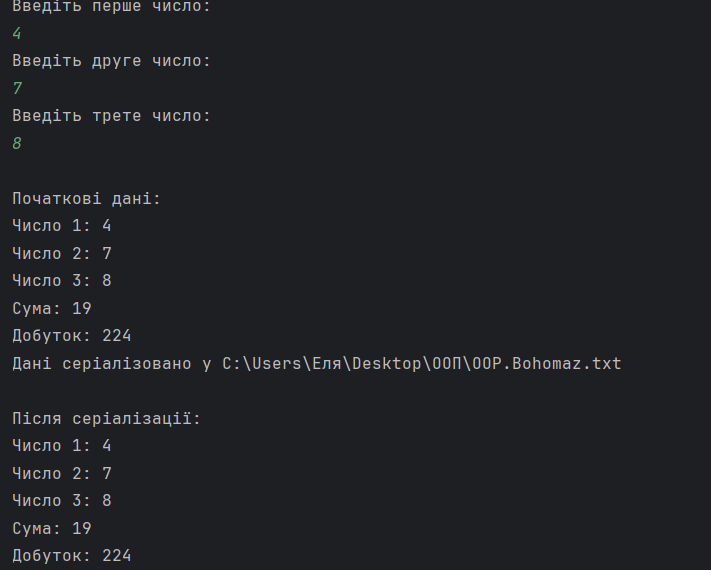 Введіть перше число:
4
Введіть друге число:
7
Введіть трете число:
8
Початкові дані:
Число 1: 4
Число 2: 7
Число 3: 8
Сума: 19
Добуток: 224
Дані серіалізовано у C:\Users\Еля\Desktop\ООП\OOP.Bohomaz.txt
Після серіалізації:
Число 1: 4
Число 2: 7
Число 3: 8
Сума: 19
Добуток: 224